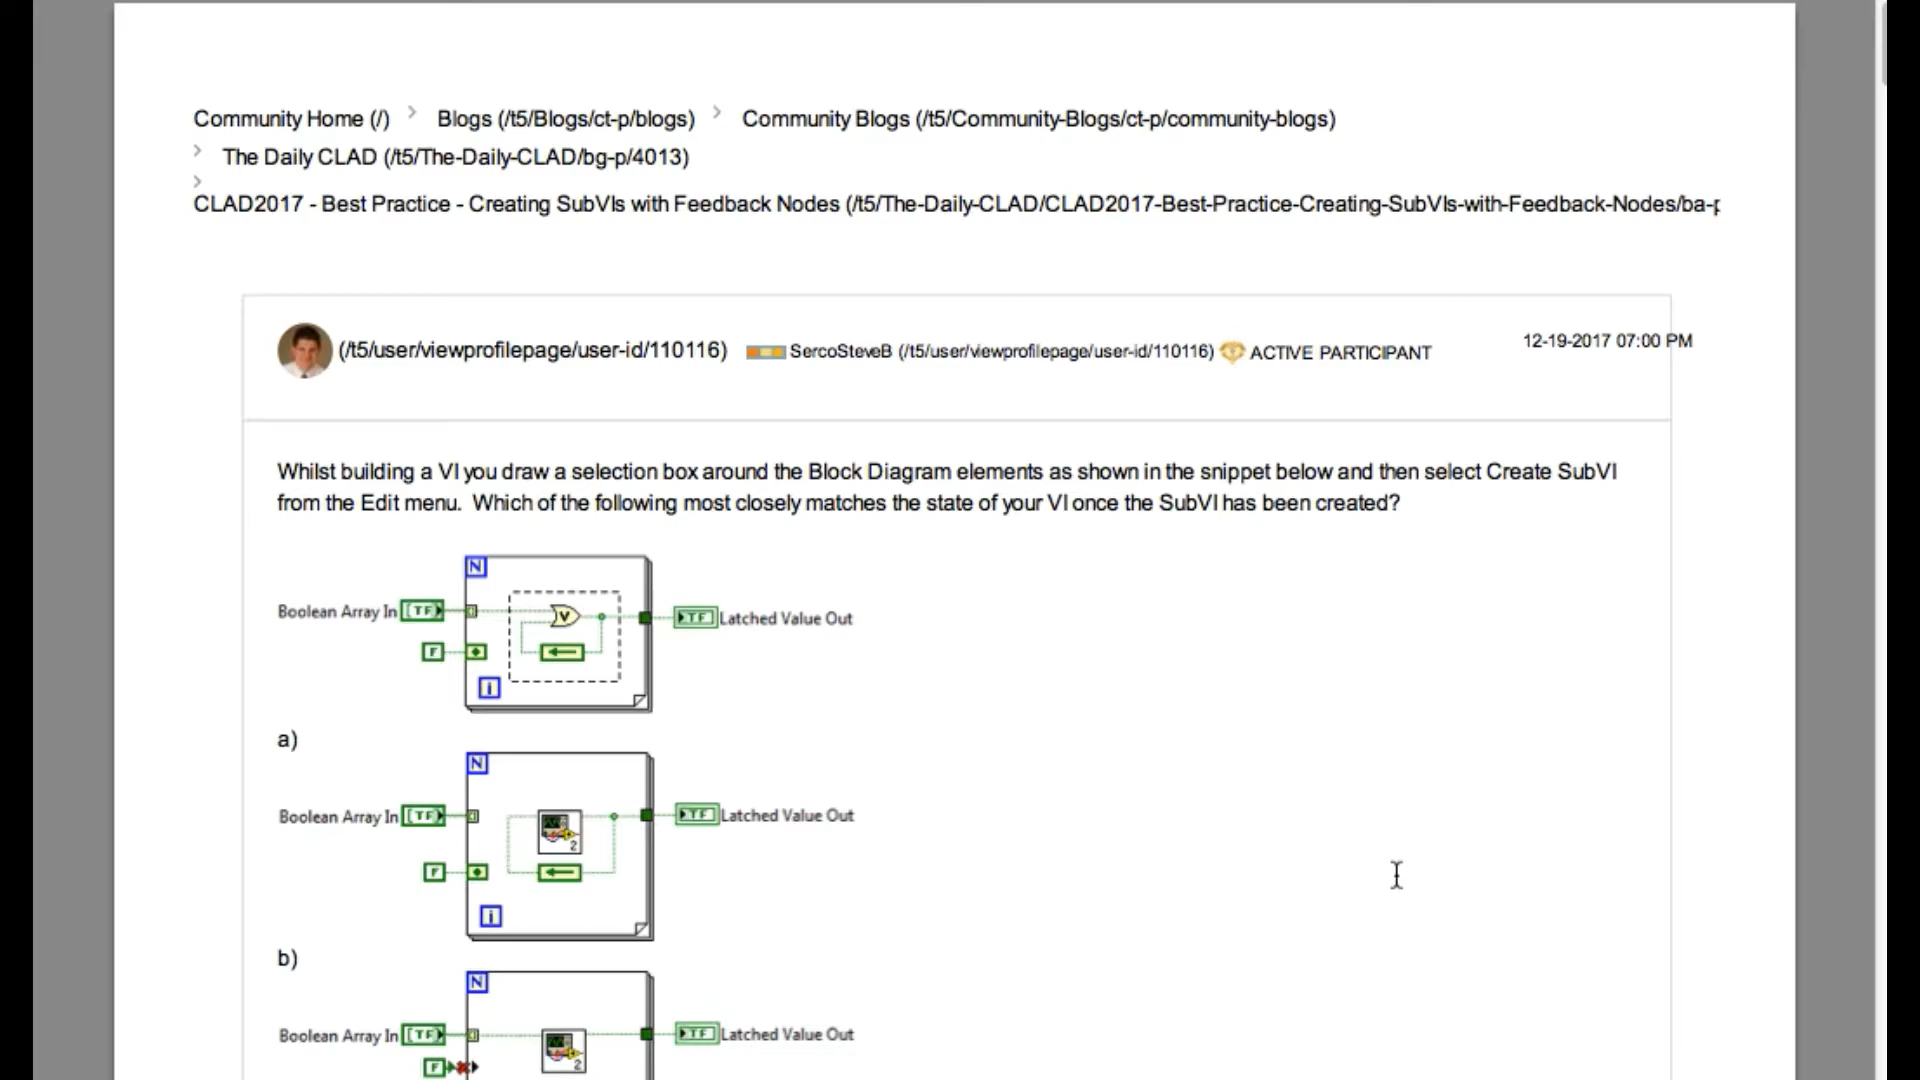 Community Home (/) > Blogs (/t5/Blogs/ct-p/blogs) > Community Blogs (/t5/Community-Blogs/ct-p/community-blogs)
> The Daily CLAD (/t5/The-Daily-CLAD/bg-p/4013)
>
CLAD2017 - Best Practice - Creating SubVIs with Feedback Nodes (/t5/The-Daily-CLAD/CLAD2017-Best-Practice-Creating-SubVIs-with-Feedback-Nodes/ba-p
(/t5/user/viewprofilepage/user-id/110116) SercoSteveB (/t5/user/viewprofilepage/user-id/110116) ACTIVE PARTICIPANT 12-19-2017 07:00 PM
Whilst building a VI you draw a selection box around the Block Diagram elements as shown in the snippet below and then select Create SubVI
from the Edit menu. Which of the following most closely matches the state of your VI once the SubVI has been created?
N
Boolean Array In [TF] V TF Latched Value Out
F
i
a)
N
Boolean Array In [TF] 2 TF Latched Value Out
F
i
b)
N
Boolean Array In [TF] 2 TF Latched Value Out
F